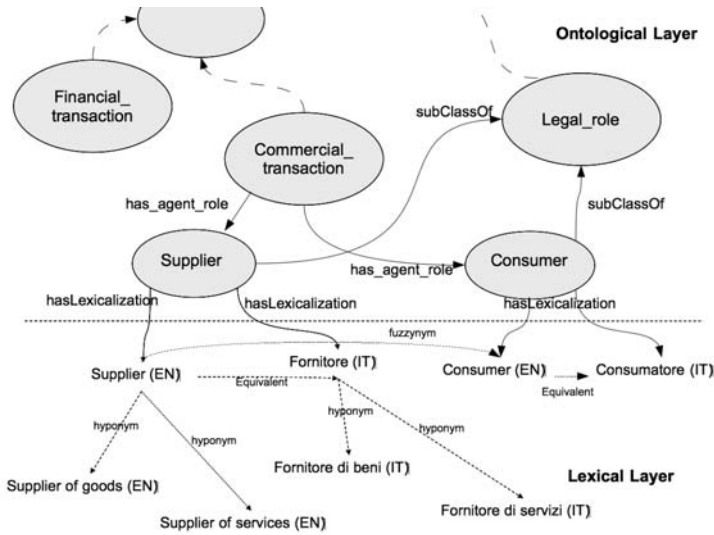 Ontological Layer
Financial_
transaction
subClassOf
Legal_role
Commercial_
transaction
has_agent_role
subClassOf
Supplier
has_agent_role
Consumer
hasLexicalization
hasLexicalization
hasLexicalization
fuzzynym
Supplier (EN)
Fornitore (IT)
Consumer (EN)
Consumatore (IT)
Equivalent
Equivalent
hyponym
hyponym
hyponym
hyponym
Supplier of goods (EN)
Fornitore di beni (IT)
Lexical Layer
Supplier of services (EN)
Fornitore di servizi (IT)